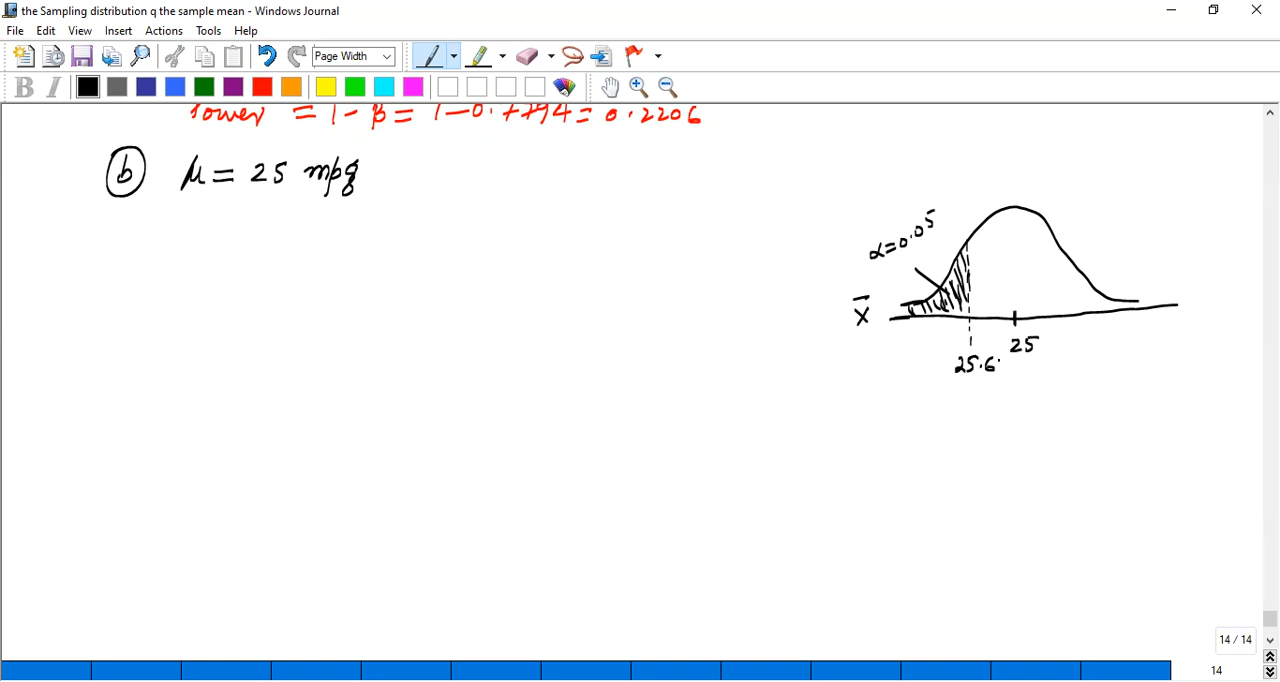 the Sampling distribution q the sample mean - Windows Journal
File Edit View Insert Actions Tools Help
Page Width
B I
Power = 1 - β = 1 - 0.7794 = 0.2206
b μ = 25 mpg
α=0.05
X̄
25
25.6.
14 / 14
14